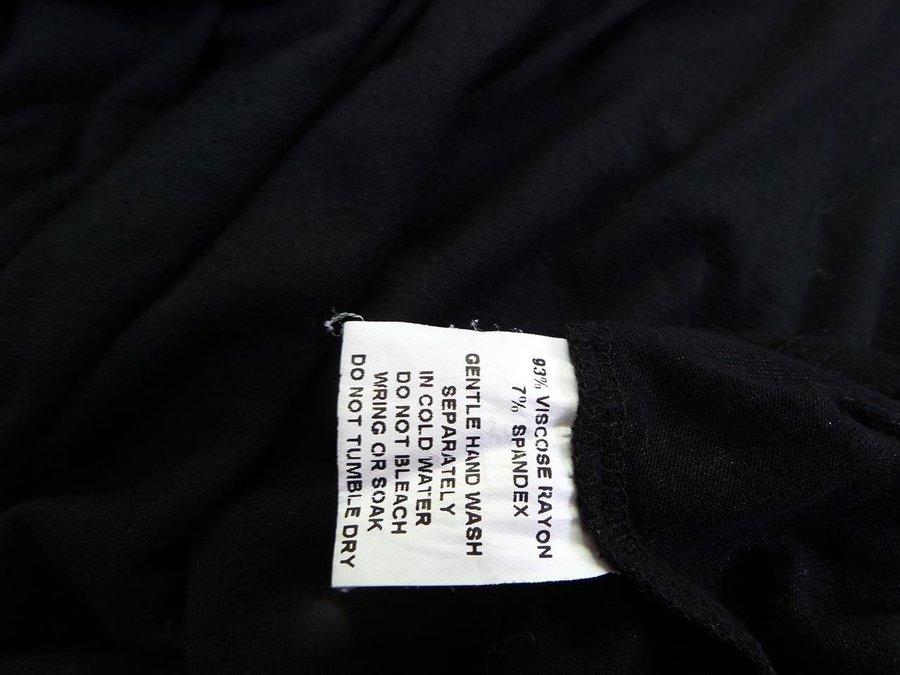 93% VISCOSE RAYON
7% SPANDEX
GENTLE HAND WASH
SEPARATELY
IN COLD WATER
DO NOT BLEACH
WRING OR SOAK
DO NOT TUMBLE DRY